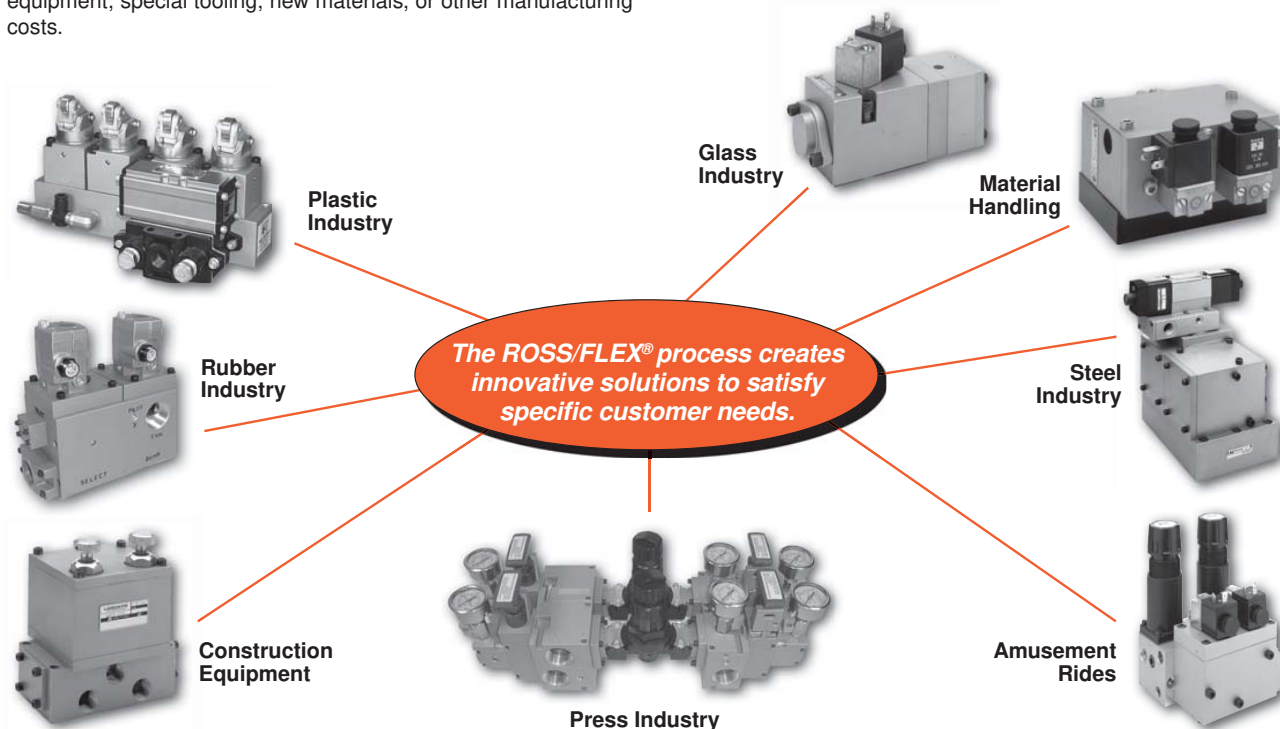 equipment, special tooling, new materials, or other manufacturing
costs.
Glass
Industry
Material
Handling
Plastic
Industry
The ROSS/FLEX® process creates
innovative solutions to satisfy
specific customer needs.
Rubber
Industry
Steel
Industry
SELECT
Construction
Equipment
Amusement
Rides
Press Industry